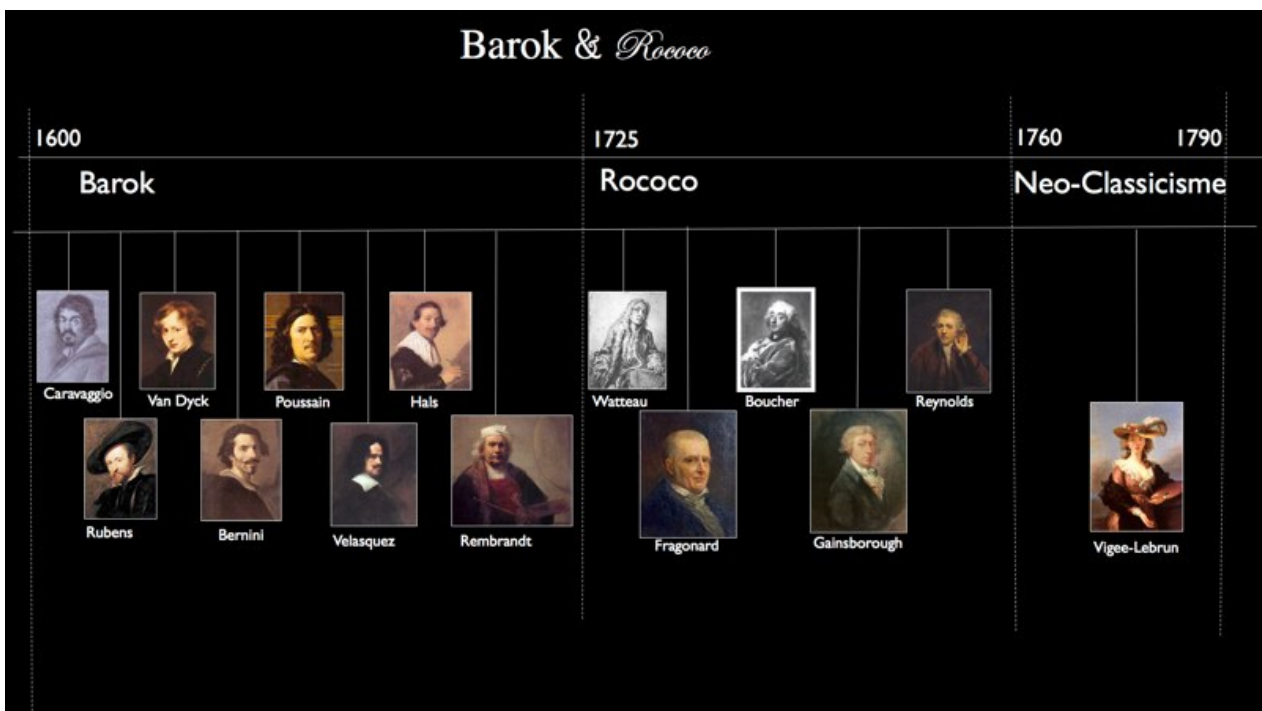 Barok & Rococo
1600
1725
1760
1790
Barok
Rococo
Neo-Classicisme
Caravaggio
Van Dyck
Poussain
Hals
Watteau
Boucher
Reynolds
Rubens
Bernini
Velasquez
Rembrandt
Fragonard
Gainsborough
Vigee-Lebrun